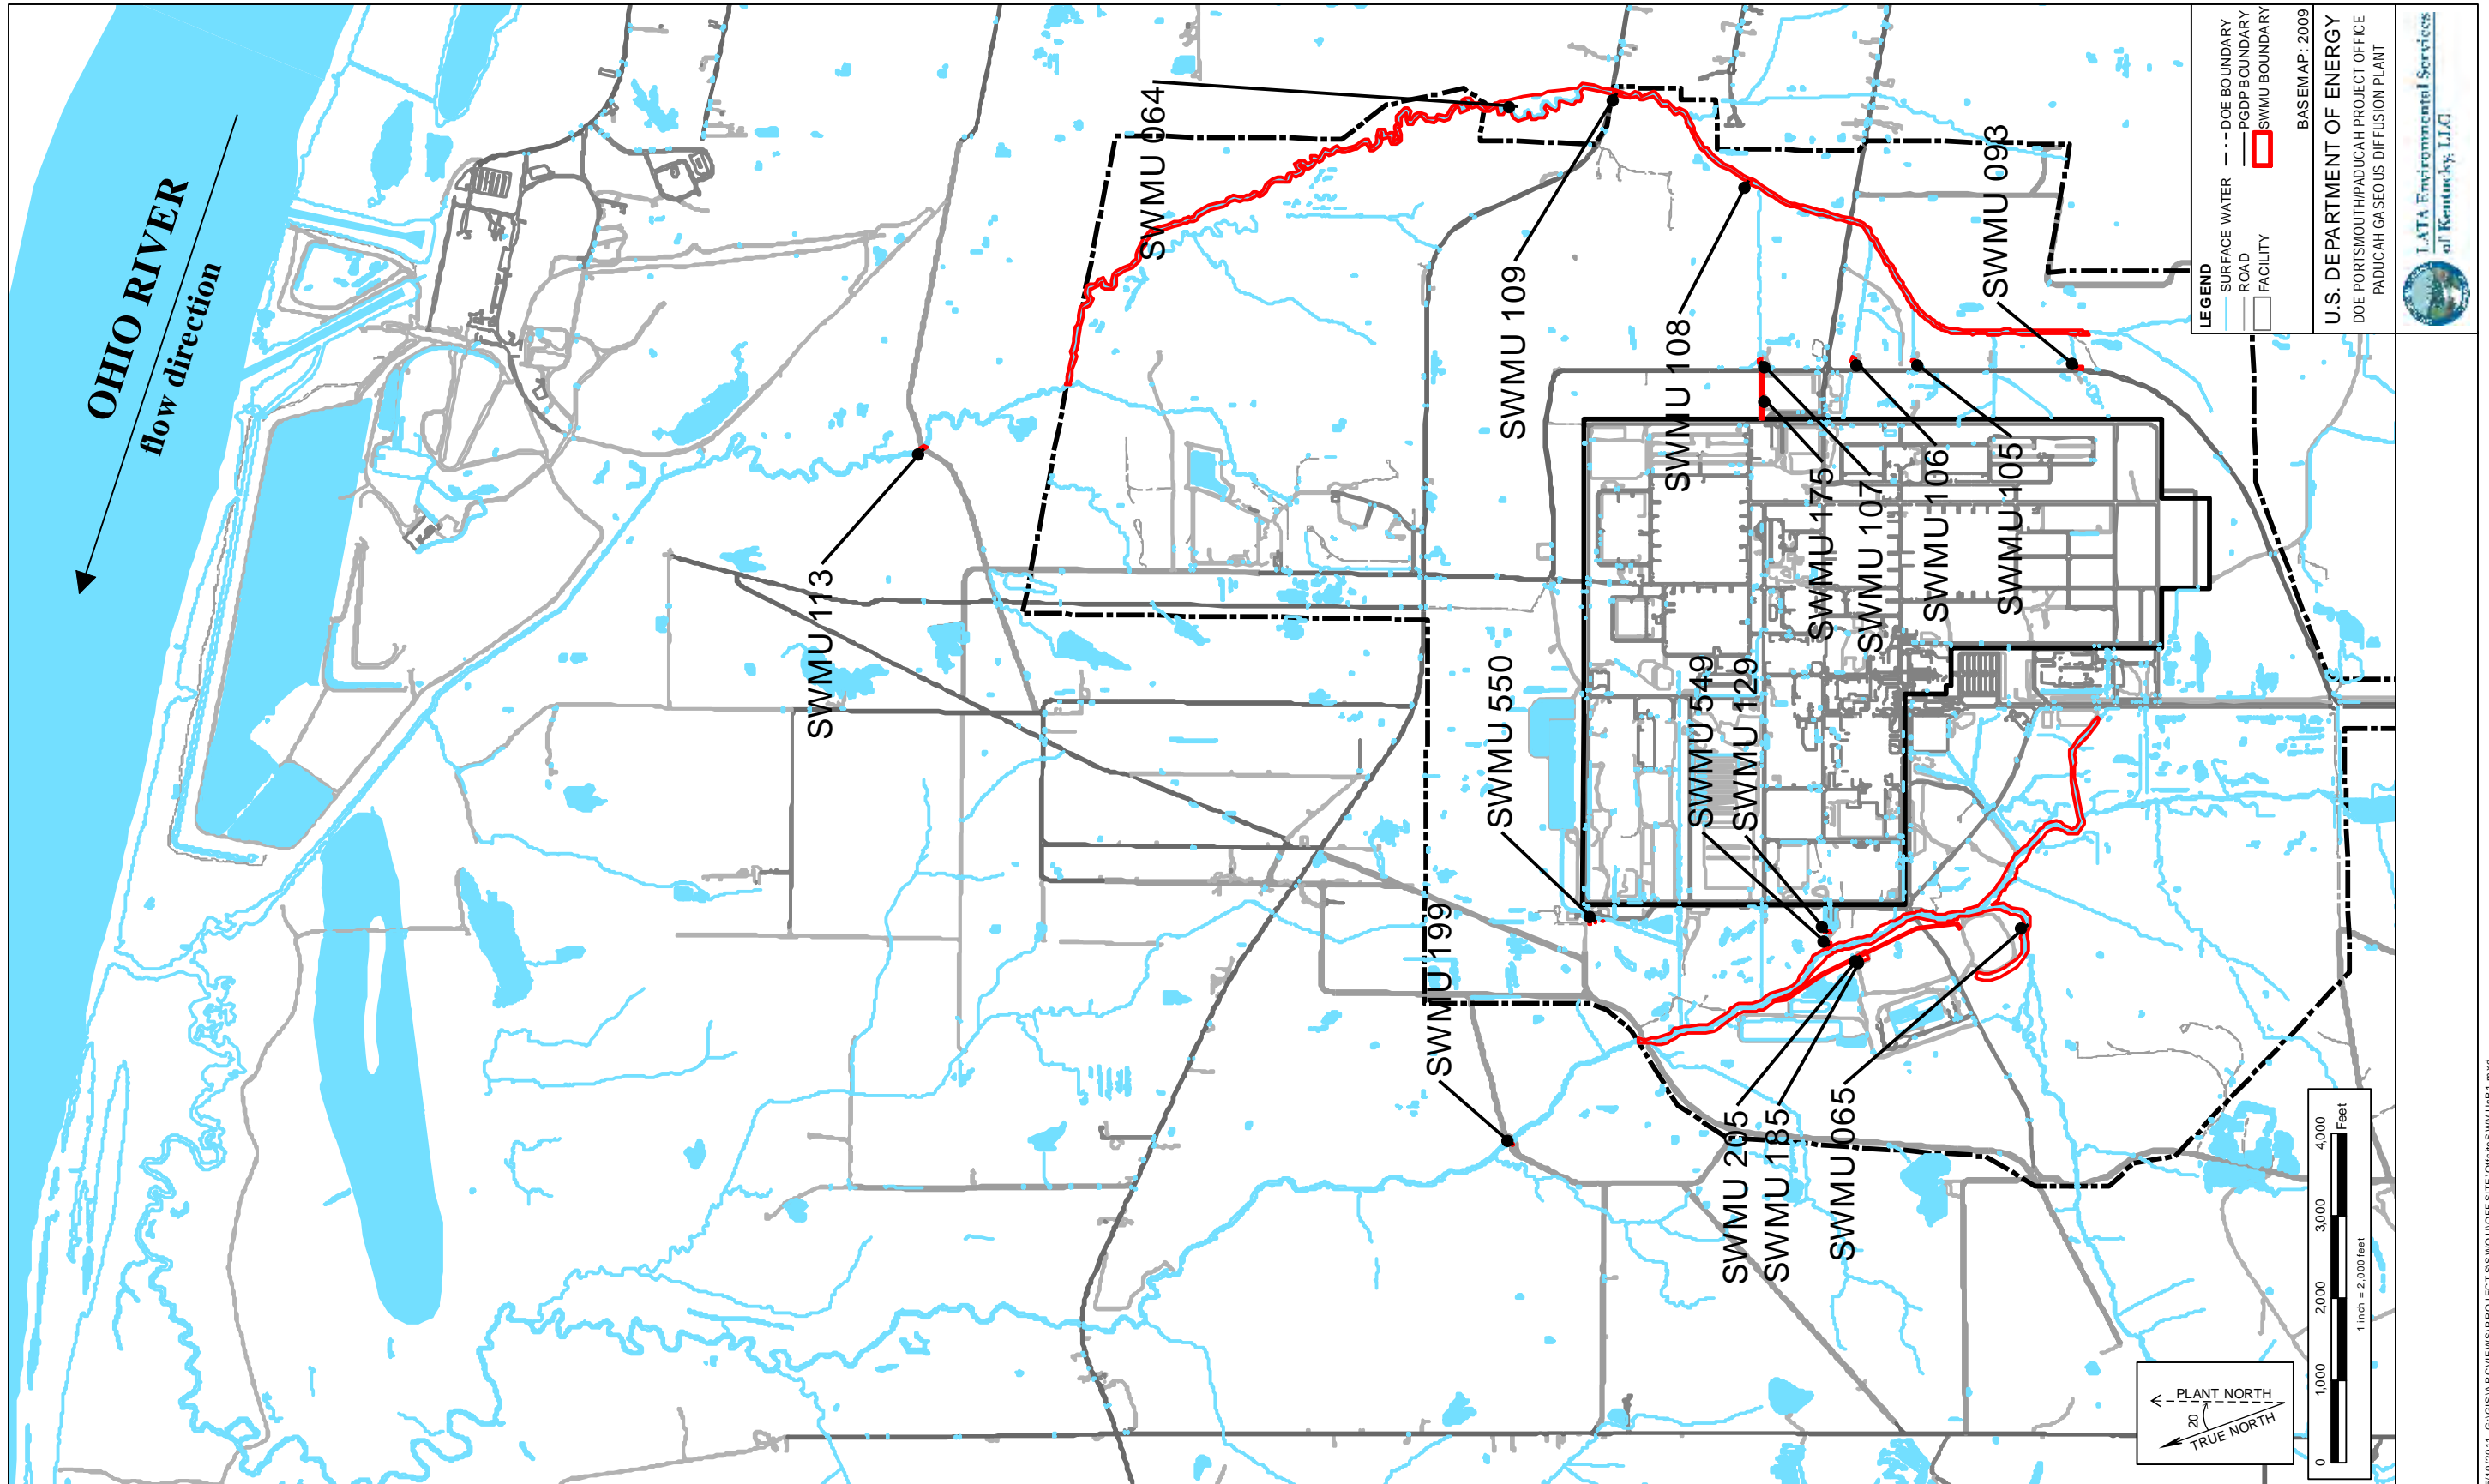 OHIO RIVER
flow direction
SWMU 064
SWMU 109
SWMU 108
SWMU 093
SWMU 113
SWMU 175
SWMU 107
SWMU 106
SWMU 105
SWMU 550
SWMU 549
SWMU 129
SWMU 199
SWMU 205
SWMU 185
SWMU 065
LEGEND
SURFACE WATER
ROAD
FACILITY
DOE BOUNDARY
PGDP BOUNDARY
SWMU BOUNDARY
BASEMAP: 2009
U.S. DEPARTMENT OF ENERGY
DOE PORTSMOUTH/PADUCAH PROJECT OFFICE
PADUCAH GASEOUS DIFFUSION PLANT
LATA Environmental Services
of Kentucky, LLC
PLANT NORTH
20
TRUE NORTH
0 1,000 2,000 3,000 4,000
Feet
1 inch = 2,000 feet